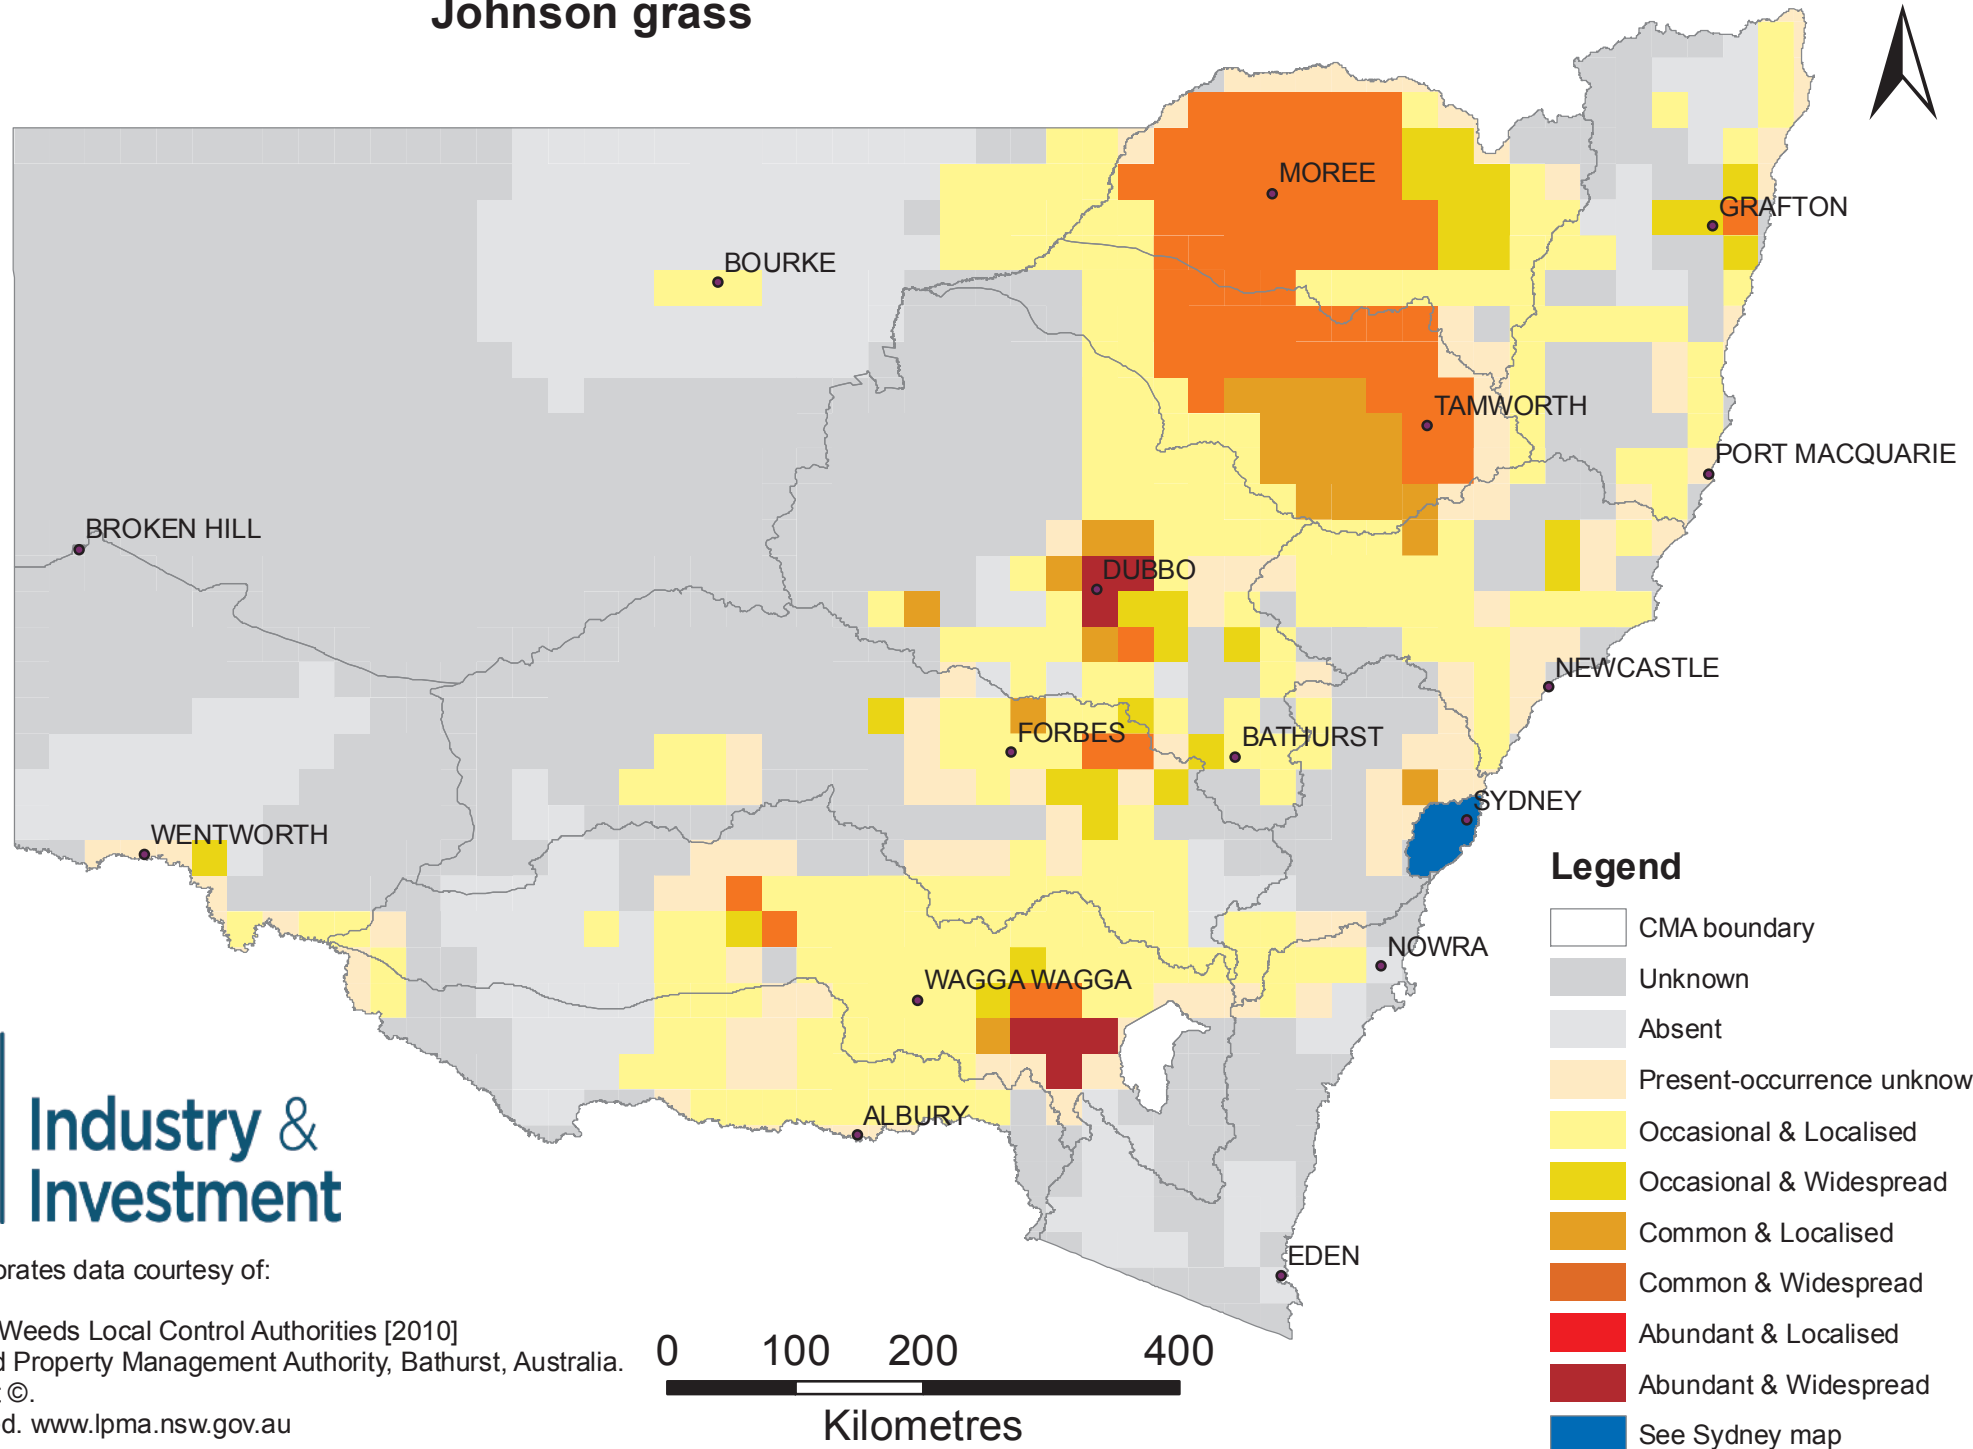 Johnson grass
MOREE
GRAFTON
BOURKE
TAMWORTH
PORT MACQUARIE
BROKEN HILL
DUBBO
NEWCASTLE
FORBES
BATHURST
SYDNEY
WENTWORTH
NOWRA
WAGGA WAGGA
ALBURY
EDEN
Legend
CMA boundary
Unknown
Absent
Present-occurrence unknow
Occasional & Localised
Occasional & Widespread
Common & Localised
Common & Widespread
Abundant & Localised
Abundant & Widespread
See Sydney map
Industry &
Investment
orates data courtesy of:
Weeds Local Control Authorities [2010]
d Property Management Authority, Bathurst, Australia.
©.
d. www.lpma.nsw.gov.au
0 100 200 400
Kilometres